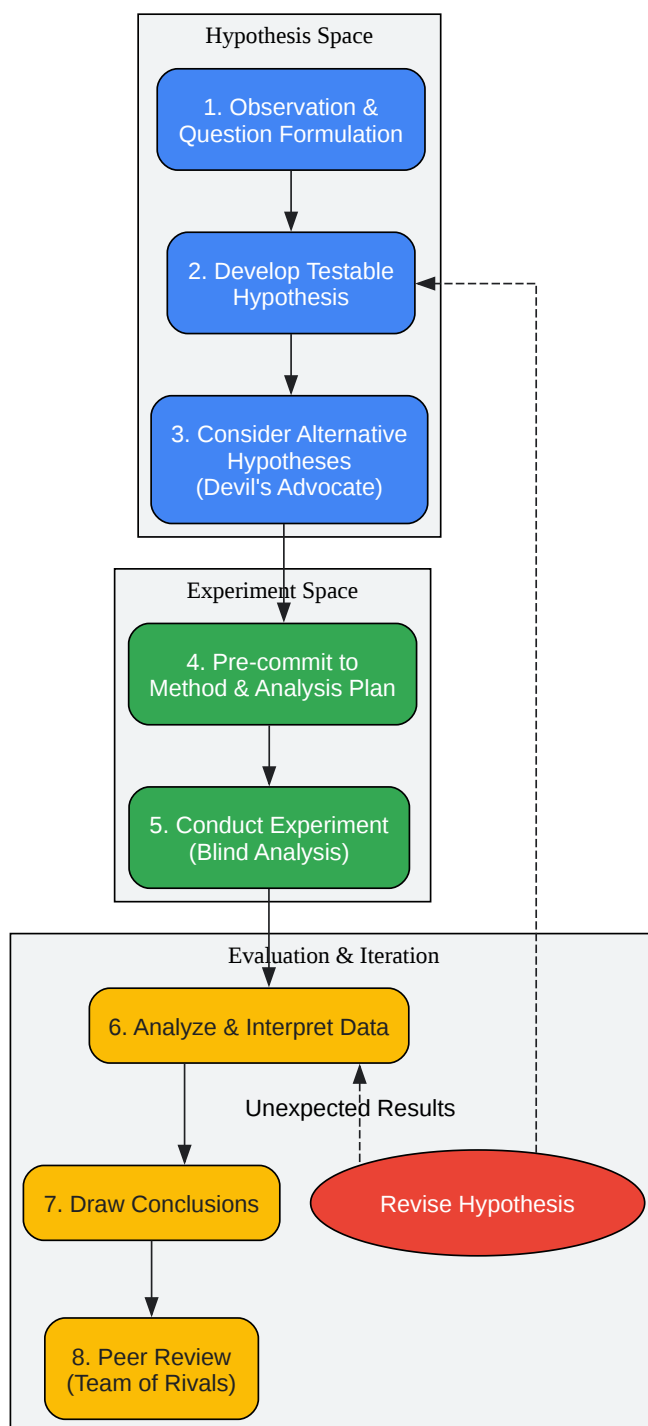 Hypothesis Space
1. Observation &
Question Formulation
2. Develop Testable
Hypothesis
3. Consider Alternative
Hypotheses
(Devil's Advocate)
Experiment Space
4. Pre-commit to
Method & Analysis Plan
5. Conduct Experiment
(Blind Analysis)
Evaluation & Iteration
6. Analyze & Interpret Data
Unexpected Results
7. Draw Conclusions
Revise Hypothesis
8. Peer Review
(Team of Rivals)